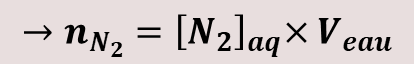 → n_{N_2} = [N_2]_{aq} × V_{eau}